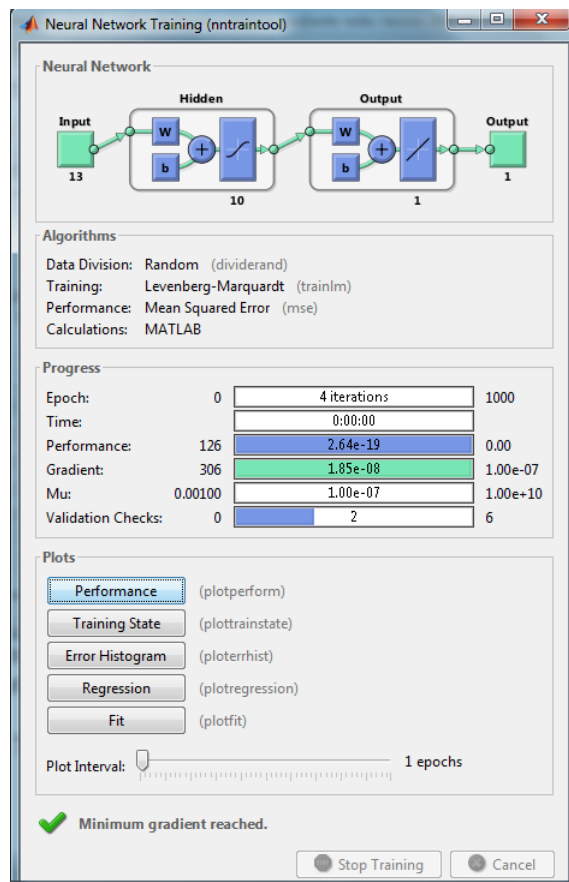 Neural Network Training (nntraintool)
Neural Network
Hidden Output
Input W b + W b + Output
13 10 1 1
Algorithms
Data Division: Random (dividerand)
Training: Levenberg-Marquardt (trainlm)
Performance: Mean Squared Error (mse)
Calculations: MATLAB
Progress
Epoch: 0 4 iterations 1000
Time: 0:00:00
Performance: 126 2.64e-19 0.00
Gradient: 306 1.85e-08 1.00e-07
Mu: 0.00100 1.00e-07 1.00e+10
Validation Checks: 0 2 6
Plots
Performance (plotperform)
Training State (plottrainstate)
Error Histogram (ploterrhist)
Regression (plotregression)
Fit (plotfit)
Plot Interval: 1 epochs
Minimum gradient reached.
Stop Training Cancel